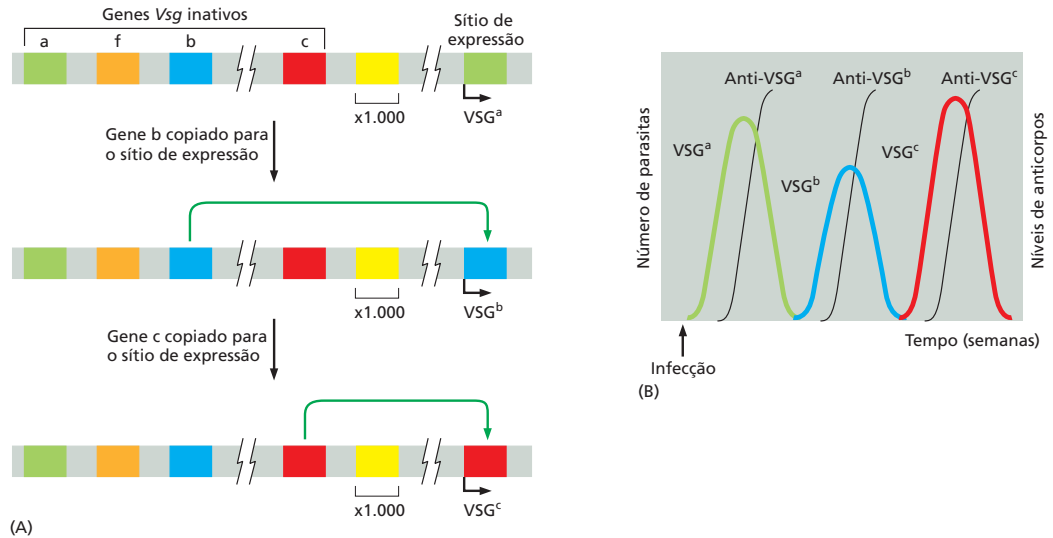 Genes Vsg inativos
Sítio de
expressão
a f b c
x1.000
VSGᵃ
Gene b copiado para
o sítio de expressão
x1.000
VSGᵇ
Gene c copiado para
o sítio de expressão
x1.000
VSGᶜ
(A)
Anti-VSGᵃ Anti-VSGᵇ Anti-VSGᶜ
VSGᵃ
VSGᵇ
VSGᶜ
Número de parasitas
Níveis de anticorpos
Tempo (semanas)
Infecção
(B)